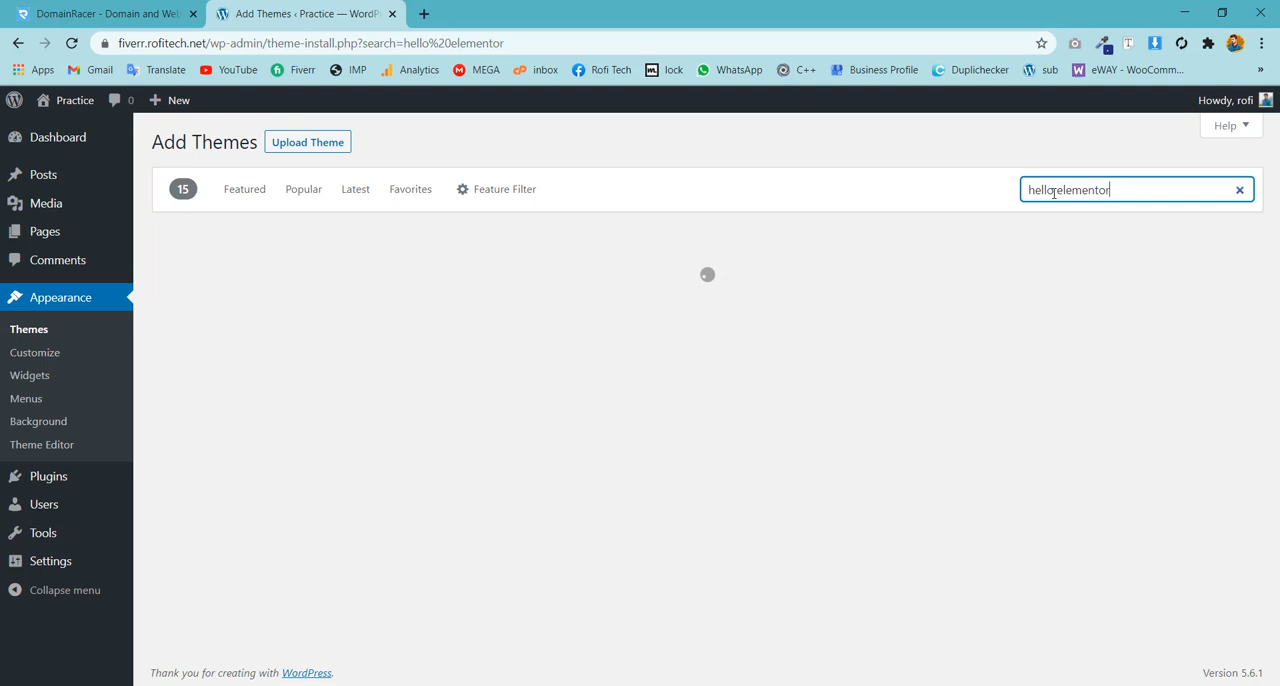 DomainRacer - Domain and Web
Add Themes ‹ Practice — WordP
fiverr.rofitech.net/wp-admin/theme-install.php?search=hello%20elementor
Apps Gmail Translate YouTube Fiverr IMP Analytics MEGA inbox Rofi Tech lock WhatsApp C++ Business Profile Duplichecker sub eWAY - WooComm... »
Practice 0 + New Howdy, rofi
Help
Add Themes Upload Theme
15 Featured Popular Latest Favorites Feature Filter hello elementor
Dashboard
Posts
Media
Pages
Comments
Appearance
Themes
Customize
Widgets
Menus
Background
Theme Editor
Plugins
Users
Tools
Settings
Collapse menu
Thank you for creating with WordPress. Version 5.6.1